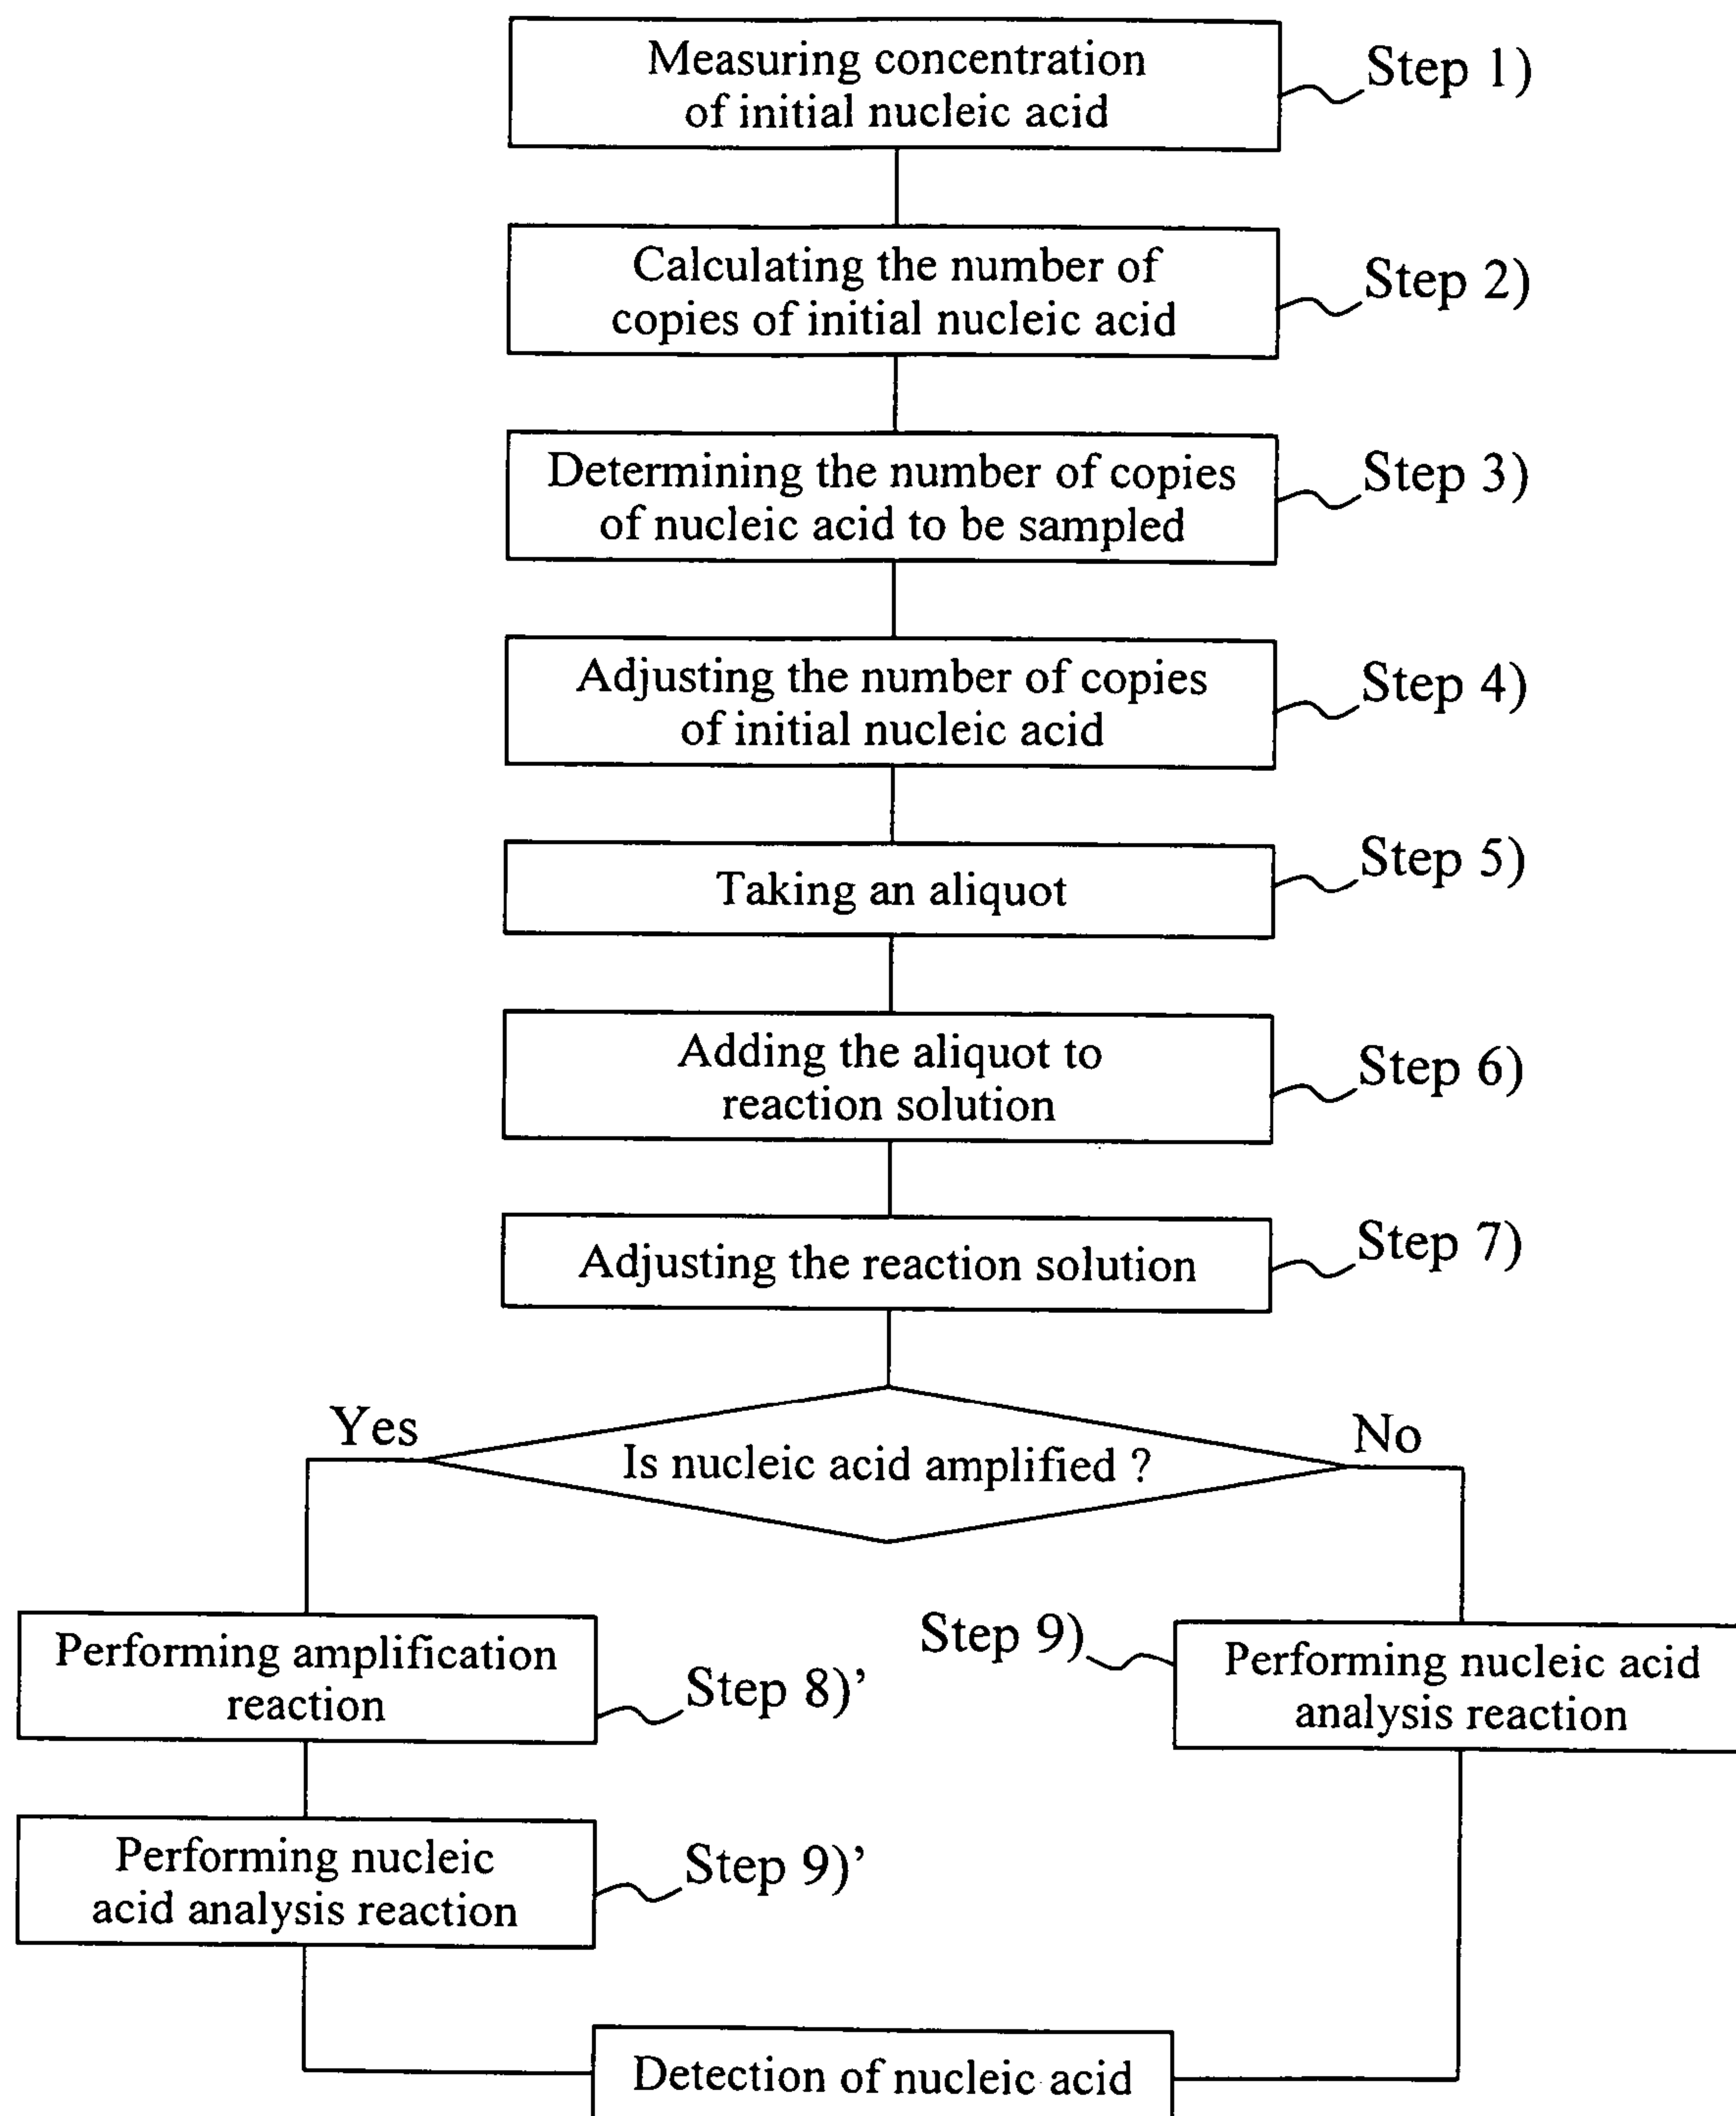 Measuring concentration
of initial nucleic acid
Step 1)
Calculating the number of
copies of initial nucleic acid
Step 2)
Determining the number of copies
of nucleic acid to be sampled
Step 3)
Adjusting the number of copies
of initial nucleic acid
Step 4)
Taking an aliquot
Step 5)
Adding the aliquot to
reaction solution
Step 6)
Adjusting the reaction solution
Step 7)
Yes
Is nucleic acid amplified ?
No
Performing amplification
reaction
Step 8)’
Step 9)
Performing nucleic acid
analysis reaction
Performing nucleic
acid analysis reaction
Step 9)’
Detection of nucleic acid